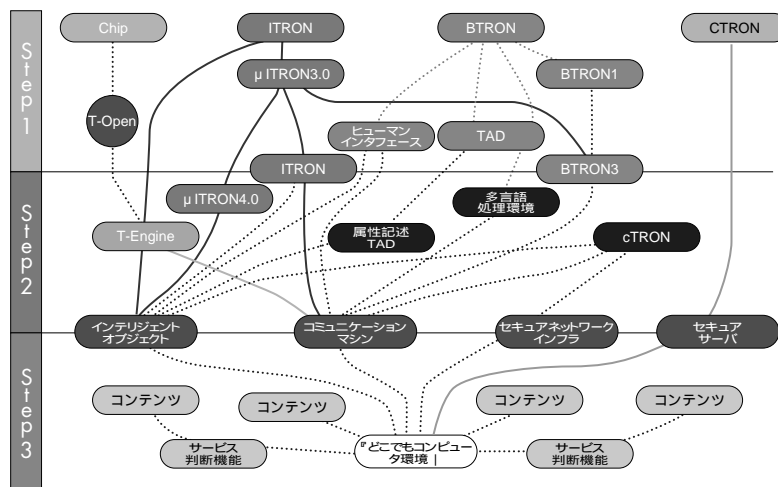 Step1
Chip
ITRON
BTRON
CTRON
μ ITRON3.0
BTRON1
T-Open
ヒューマン
インタフェース
TAD
ITRON
BTRON3
Step2
μ ITRON4.0
多言語
処理環境
T-Engine
属性記述
TAD
cTRON
インテリジェント
オブジェクト
コミュニケーション
マシン
セキュアネットワーク
インフラ
セキュア
サーバ
Step3
コンテンツ
コンテンツ
コンテンツ
コンテンツ
サービス
判断機能
『どこでもコンピュー
タ環境」
サービス
判断機能